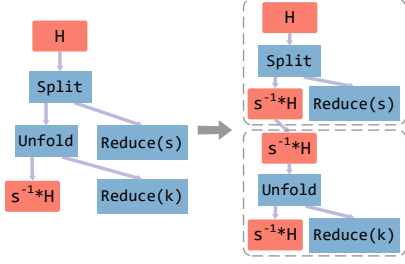 H
Split
Unfold
Reduce(s)
s⁻¹*H
Reduce(k)
H
Split
s⁻¹*H
Reduce(s)
s⁻¹*H
Unfold
s⁻¹*H
Reduce(k)